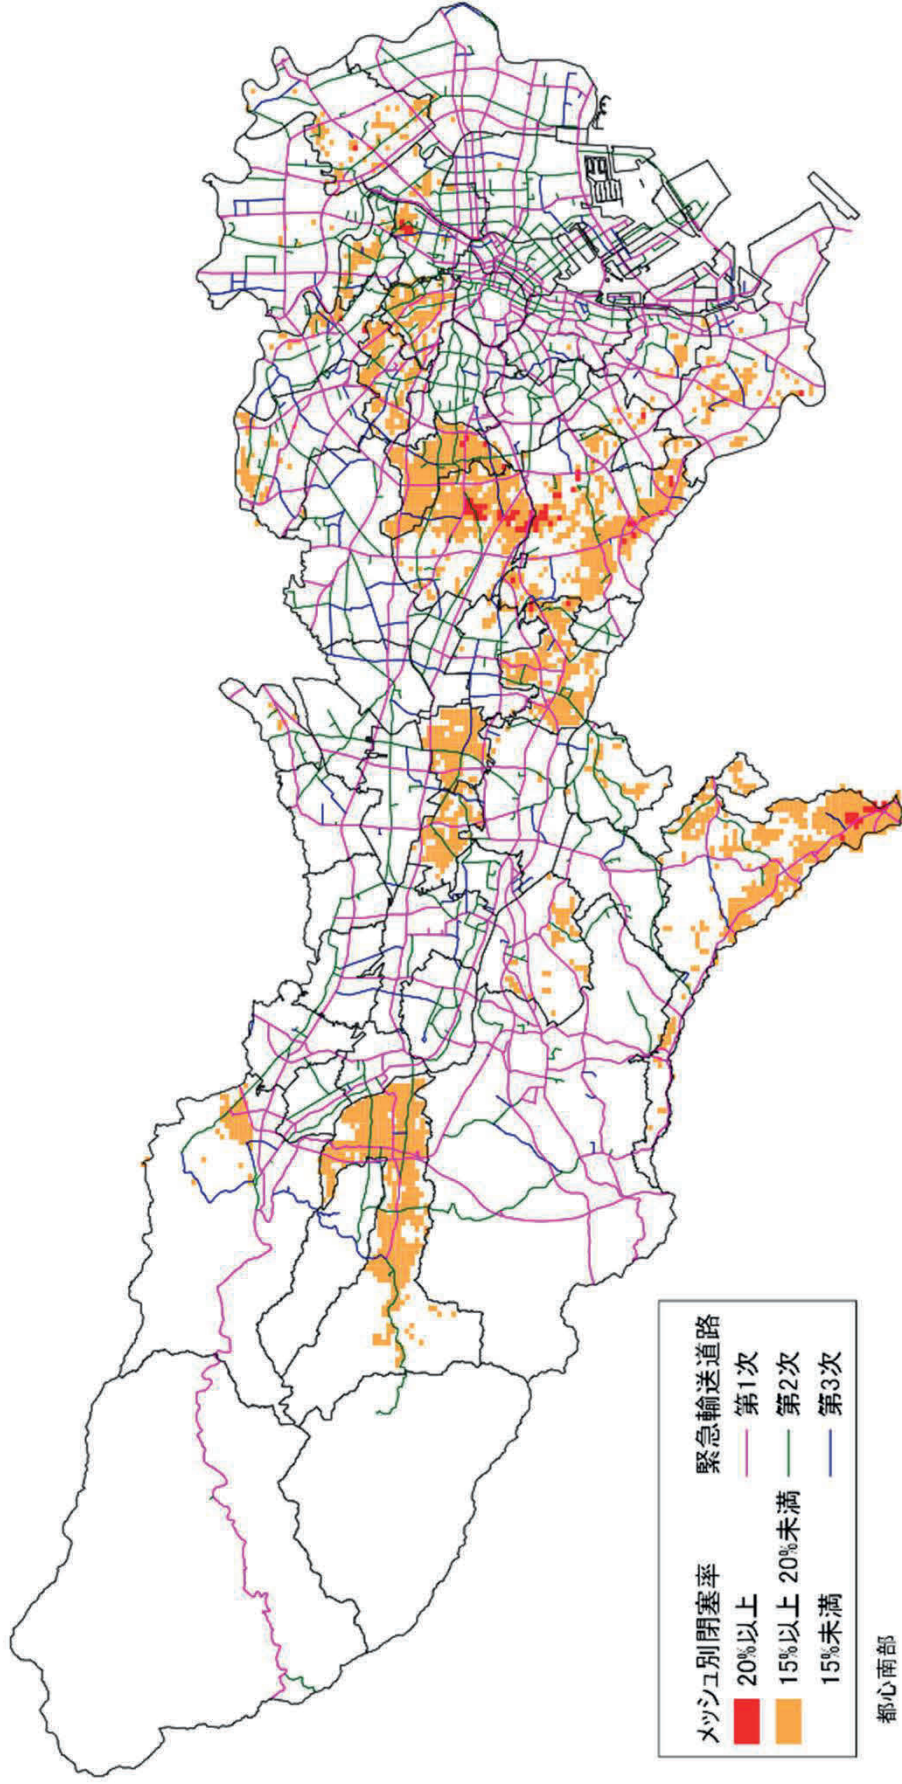 メッシュ別閉塞率
20%以上
15%以上 20%未満
15%未満
緊急輸送道路
第1次
第2次
第3次
都心南部